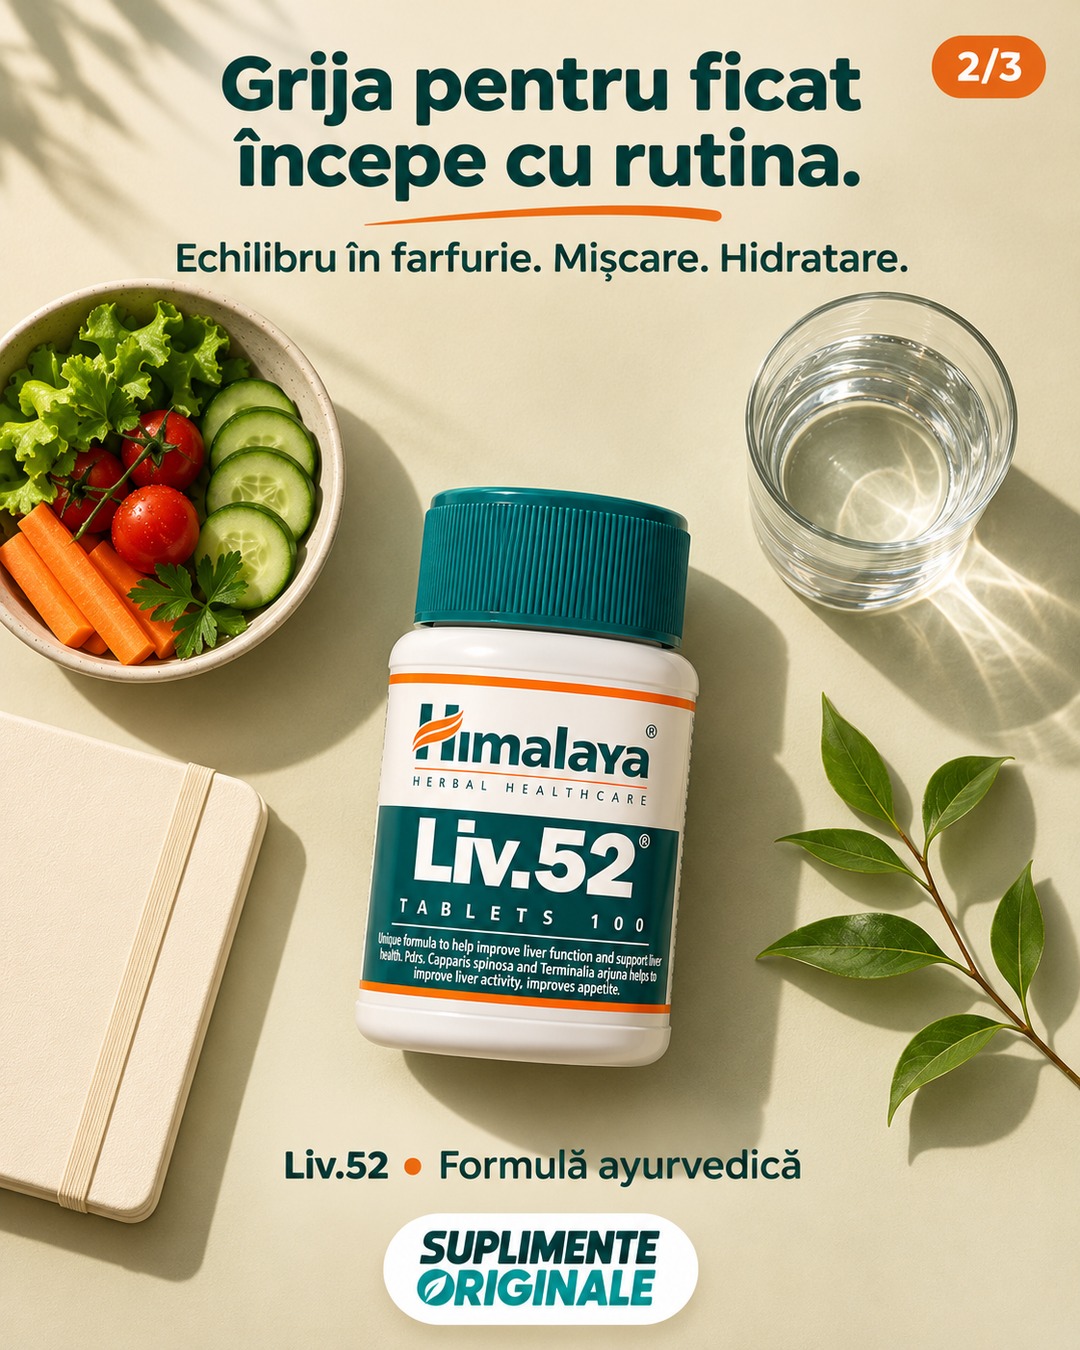 Grija pentru ficat
începe cu rutina.
2/3
Echilibru în farfurie. Mișcare. Hidratare.
Himalaya®
HERBAL HEALTHCARE
Liv.52®
TABLETS 100
Unique formula to help improve liver function and support liver
health. Pdrs. Capparis spinosa and Terminalia arjuna helps to
improve liver activity, improves appetite.
Liv.52 • Formulă ayurvedică
SUPLIMENTE
ORIGINALE